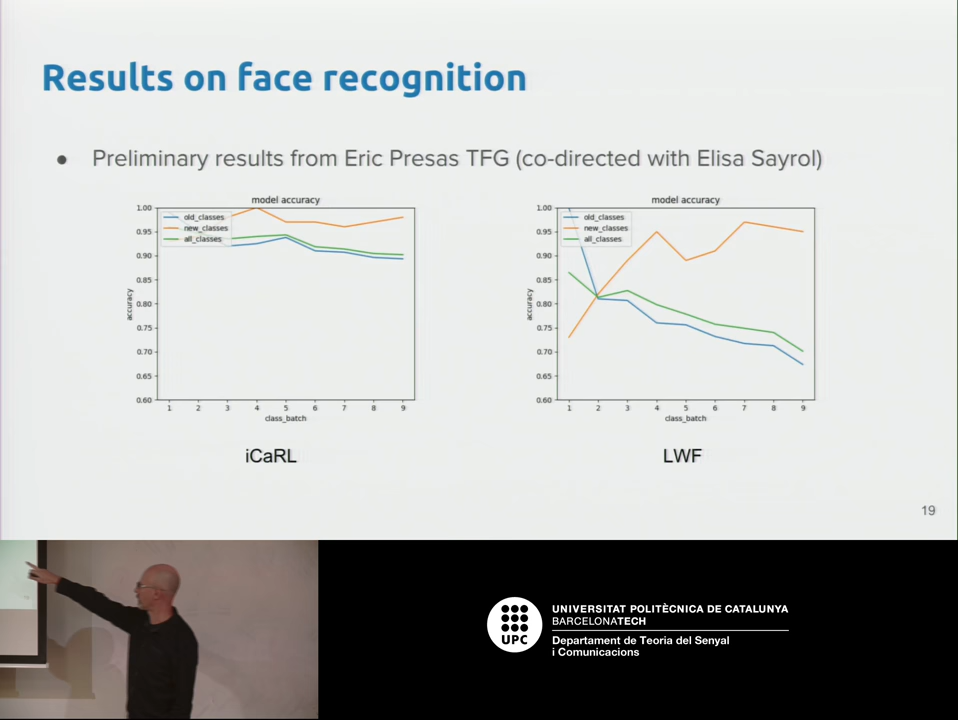 Results on face recognition
● Preliminary results from Eric Presas TFG (co-directed with Elisa Sayrol)
model accuracy
old_classes
new_classes
all_classes
1.00
0.95
0.90
0.85
0.80
0.75
0.70
0.65
0.60
accuracy
1 2 3 4 5 6 7 8 9
class_batch
iCaRL
model accuracy
old_classes
new_classes
all_classes
1.00
0.95
0.90
0.85
0.80
0.75
0.70
0.65
0.60
accuracy
1 2 3 4 5 6 7 8 9
class_batch
LWF
19
UPC
UNIVERSITAT POLITÈCNICA DE CATALUNYA
BARCELONATECH
Departament de Teoria del Senyal
i Comunicacions